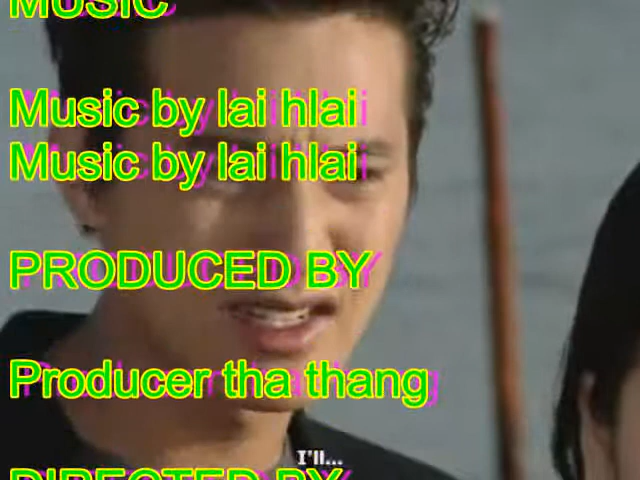 MUSIC
Music by lai hlai
Music by lai hlai
PRODUCED BY
Producer tha thang
I'll...
DIRECTED BY